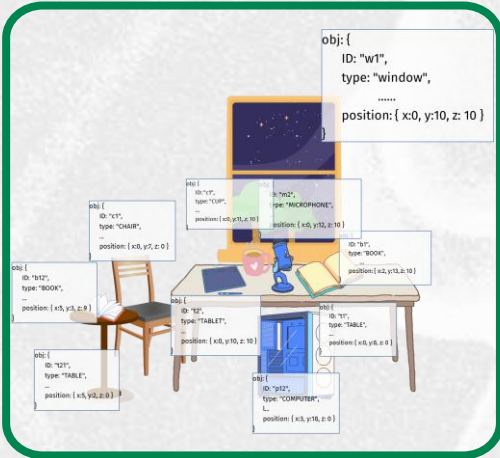 obj: {
ID: "w1",
type: "window",
......
position: { x:0, y:10, z: 10 }
}
obj: {
ID: "c1",
type: "CUP",
...
position: { x:0, y:11, z: 10 }
}
ID: "m2",
type: "MICROPHONE",
...
position: { x:0, y:12, z: 10 }
obj: {
ID: "c1",
type: "CHAIR",
...
position: { x:0, y:7, z: 0 }
}
obj: {
ID: "b1",
type: "BOOK",
...
position: { x:2, y:13, z: 10 }
}
obj: {
ID: "b12",
type: "BOOK",
...
position: { x:5, y:3, z: 9 }
}
obj: {
ID: "t2",
type: "TABLET",
...
position: { x:0, y:10, z: 10 }
}
obj: {
ID: "t1",
type: "TABLE",
...
position: { x:0, y:8, z: 0 }
}
obj: {
ID: "t21",
type: "TABLE",
...
position: { x:5, y:2, z: 0 }
}
obj: {
ID: "p12",
type: "COMPUTER",
position: { x:3, y:16, z: 0 }
}